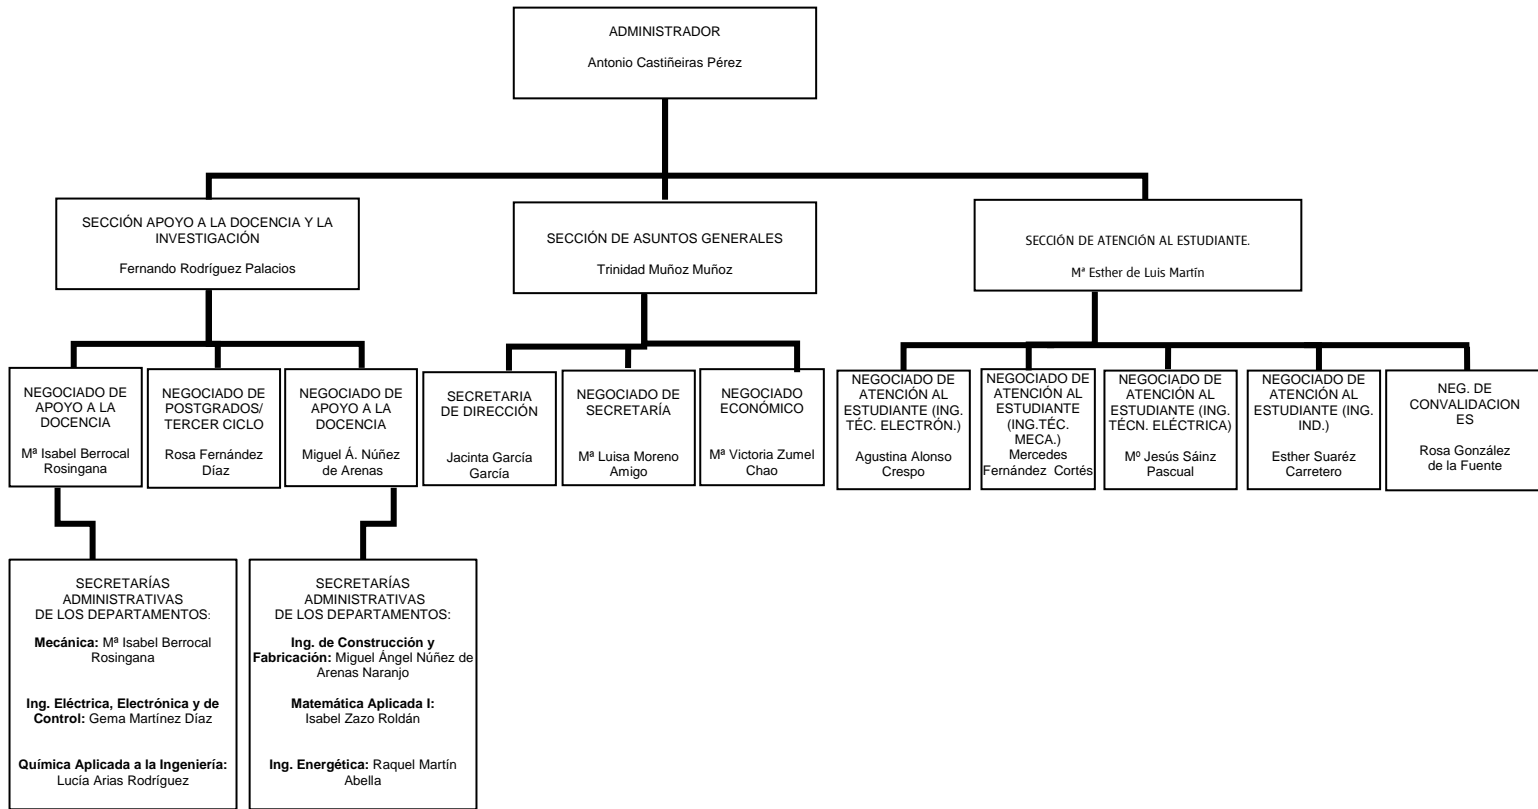 ADMINISTRADOR
Antonio Castiñeiras Pérez
SECCIÓN APOYO A LA DOCENCIA Y LA
INVESTIGACIÓN
Fernando Rodríguez Palacios
SECCIÓN DE ASUNTOS GENERALES
Trinidad Muñoz Muñoz
SECCIÓN DE ATENCIÓN AL ESTUDIANTE.
Mª Esther de Luis Martín
NEGOCIADO DE
APOYO A LA
DOCENCIA
Mª Isabel Berrocal
Rosingana
NEGOCIADO DE
POSTGRADOS/
TERCER CICLO
Rosa Fernández
Díaz
NEGOCIADO DE
APOYO A LA
DOCENCIA
Miguel Á. Núñez
de Arenas
SECRETARIA
DE DIRECCIÓN
Jacinta García
García
NEGOCIADO DE
SECRETARÍA
Mª Luisa Moreno
Amigo
NEGOCIADO
ECONÓMICO
Mª Victoria Zumel
Chao
NEGOCIADO DE
ATENCIÓN AL
ESTUDIANTE (ING.
TÉC. ELECTRÓN.)
Agustina Alonso
Crespo
NEGOCIADO DE
ATENCIÓN AL
ESTUDIANTE
(ING.TÉC.
MECA.)
Mercedes
Fernández Cortés
NEGOCIADO DE
ATENCIÓN AL
ESTUDIANTE (ING.
TÉCN. ELÉCTRICA)
Mº Jesús Sáinz
Pascual
NEGOCIADO DE
ATENCIÓN AL
ESTUDIANTE (ING.
IND.)
Esther Suaréz
Carretero
NEG. DE
CONVALIDACION
ES
Rosa González
de la Fuente
SECRETARÍAS
ADMINISTRATIVAS
DE LOS DEPARTAMENTOS:
Mecánica: Mª Isabel Berrocal
Rosingana
Ing. Eléctrica, Electrónica y de
Control: Gema Martínez Díaz
Química Aplicada a la Ingeniería:
Lucía Arias Rodríguez
SECRETARÍAS
ADMINISTRATIVAS
DE LOS DEPARTAMENTOS:
Ing. de Construcción y
Fabricación: Miguel Ángel Núñez de
Arenas Naranjo
Matemática Aplicada I:
Isabel Zazo Roldán
Ing. Energética: Raquel Martín
Abella